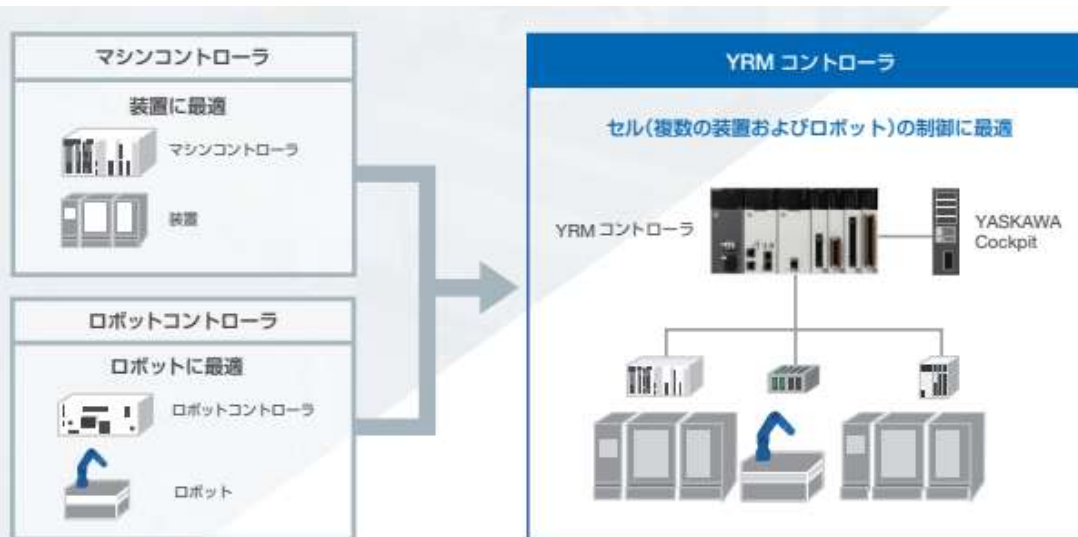 マシンコントローラ
装置に最適
マシンコントローラ
装置
ロボットコントローラ
ロボットに最適
ロボットコントローラ
ロボット
YRM コントローラ
セル(複数の装置およびロボット)の制御に最適
YRM コントローラ
YASKAWA
Cockpit